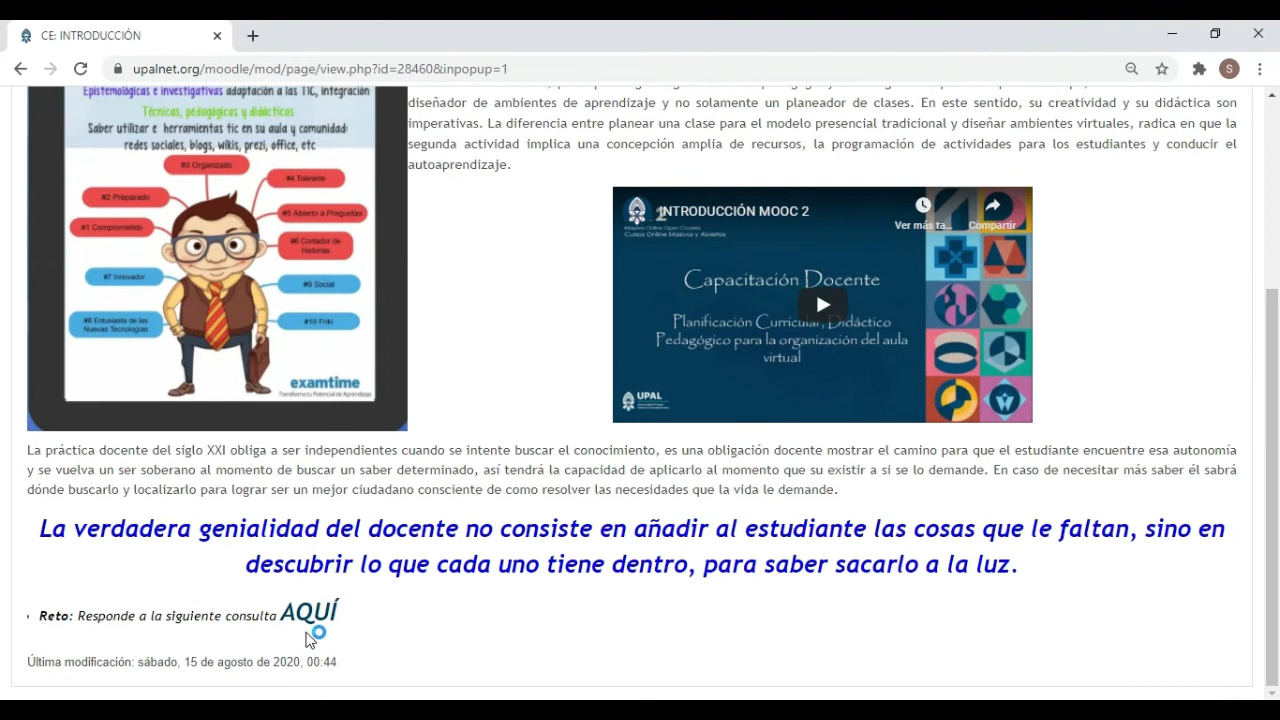 CE: INTRODUCCIÓN
upalnet.org/moodle/mod/page/view.php?id=28460&inpopup=1
S
Epistemológicas e investigativas adaptación a las TIC, integración
Técnicas, pedagógicas y didácticas
Saber utilizar e herramientas tic en su aula y comunidad:
redes sociales, blogs, wikis, prezi, office, etc
#3 Organizado
#4 Tolerante
#2 Preparado
#5 Abierto a Preguntas
#1 Comprometido
#6 Contador de
Historias
#7 Innovador
#9 Social
#8 Entusiasta de las
Nuevas Tecnologías
#10 Friki
examtime
Transforma tu Potencial de Aprendizaje
diseñador de ambientes de aprendizaje y no solamente un planeador de clases. En este sentido, su creatividad y su didáctica son
imperativas. La diferencia entre planear una clase para el modelo presencial tradicional y diseñar ambientes virtuales, radica en que la
segunda actividad implica una concepción amplia de recursos, la programación de actividades para los estudiantes y conducir el
autoaprendizaje.
INTRODUCCIÓN MOOC 2
Massive Online Open Courses
Cursos Online Masivos y Abiertos
Ver más ta...
Compartir
Capacitación Docente
Planificación Curricular, Didáctico
Pedagógico para la organización del aula
virtual
UPAL
La práctica docente del siglo XXI obliga a ser independientes cuando se intente buscar el conocimiento, es una obligación docente mostrar el camino para que el estudiante encuentre esa autonomía
y se vuelva un ser soberano al momento de buscar un saber determinado, así tendrá la capacidad de aplicarlo al momento que su existir a si se lo demande. En caso de necesitar más saber él sabrá
dónde buscarlo y localizarlo para lograr ser un mejor ciudadano consciente de como resolver las necesidades que la vida le demande.
La verdadera genialidad del docente no consiste en añadir al estudiante las cosas que le faltan, sino en
descubrir lo que cada uno tiene dentro, para saber sacarlo a la luz.
• Reto: Responde a la siguiente consulta AQUÍ
Última modificación: sábado, 15 de agosto de 2020, 00:44